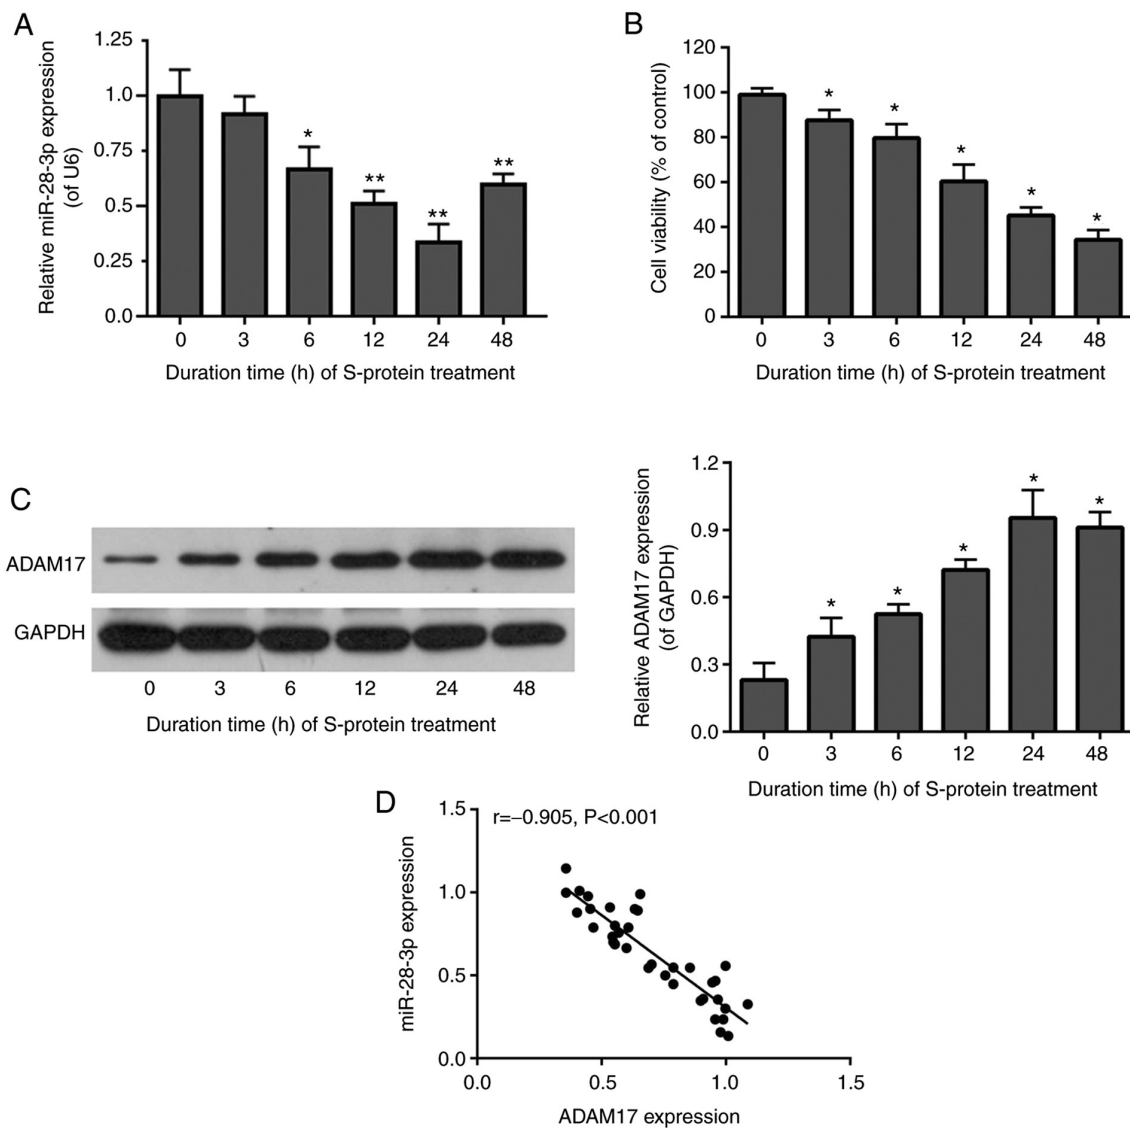 A
Relative miR-28-3p expression
(of U6)
1.25
1.0
0.75
0.5
0.25
0.0
*
**
**
**
0 3 6 12 24 48
Duration time (h) of S-protein treatment
B
Cell viability (% of control)
120
100
80
60
40
20
0
*
*
*
*
*
0 3 6 12 24 48
Duration time (h) of S-protein treatment
C
ADAM17
GAPDH
0 3 6 12 24 48
Duration time (h) of S-protein treatment
Relative ADAM17 expression
(of GAPDH)
1.2
0.9
0.6
0.3
0.0
*
*
*
*
*
0 3 6 12 24 48
Duration time (h) of S-protein treatment
D
miR-28-3p expression
r=–0.905, P<0.001
1.5
1.0
0.5
0.0
0.0 0.5 1.0 1.5
ADAM17 expression